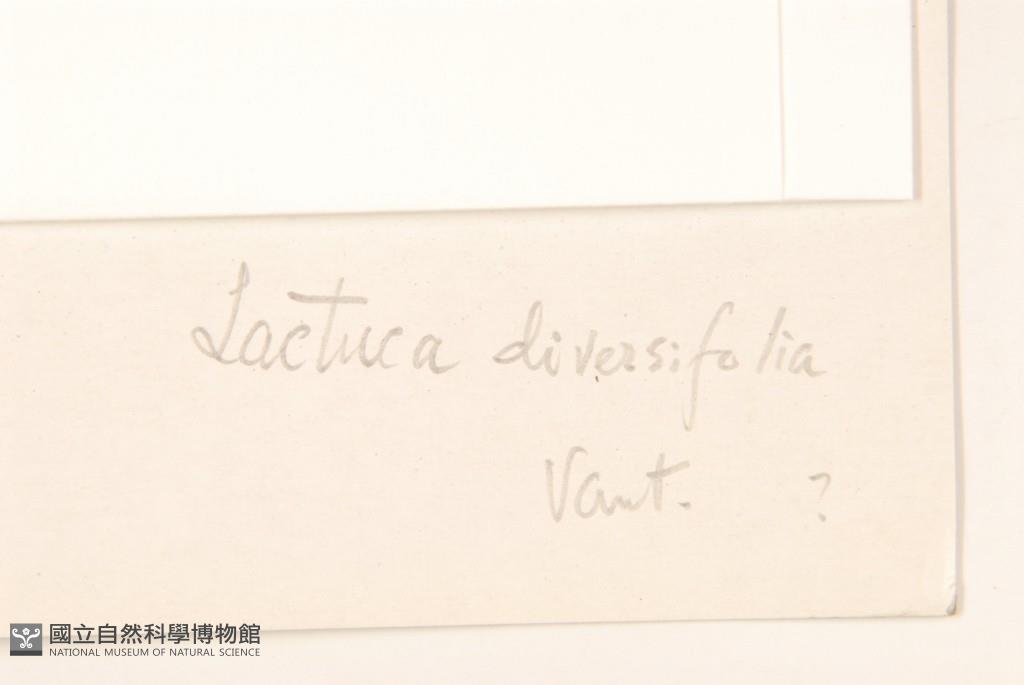 Lactuca diversifolia
Vant. ?
國立自然科學博物館
NATIONAL MUSEUM OF NATURAL SCIENCE